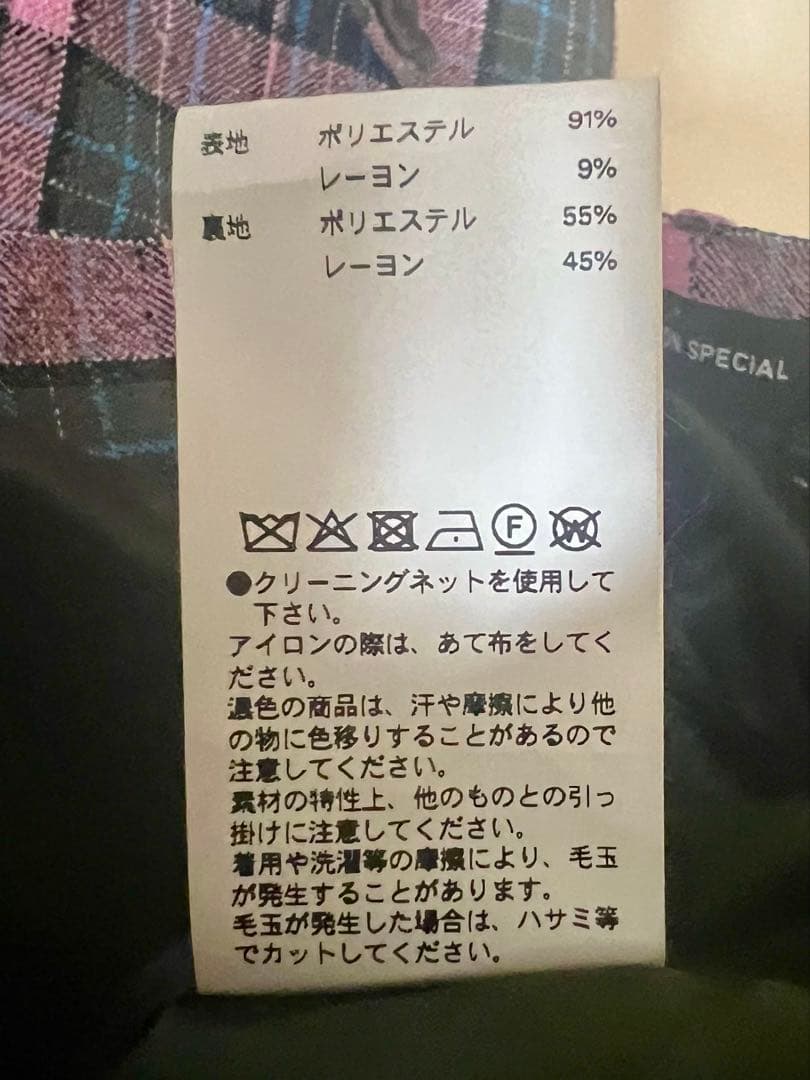 表地 ポリエステル 91%
レーヨン 9%
裏地 ポリエステル 55%
レーヨン 45%
SPECIAL
F
W
●クリーニングネットを使用して
下さい。
アイロンの際は、あて布をしてく
ださい。
濃色の商品は、汗や摩擦により他
の物に色移りすることがあるので
注意してください。
素材の特性上、他のものとの引っ
掛けに注意してください。
着用や洗濯等の摩擦により、毛玉
が発生することがあります。
毛玉が発生した場合は、ハサミ等
でカットしてください。